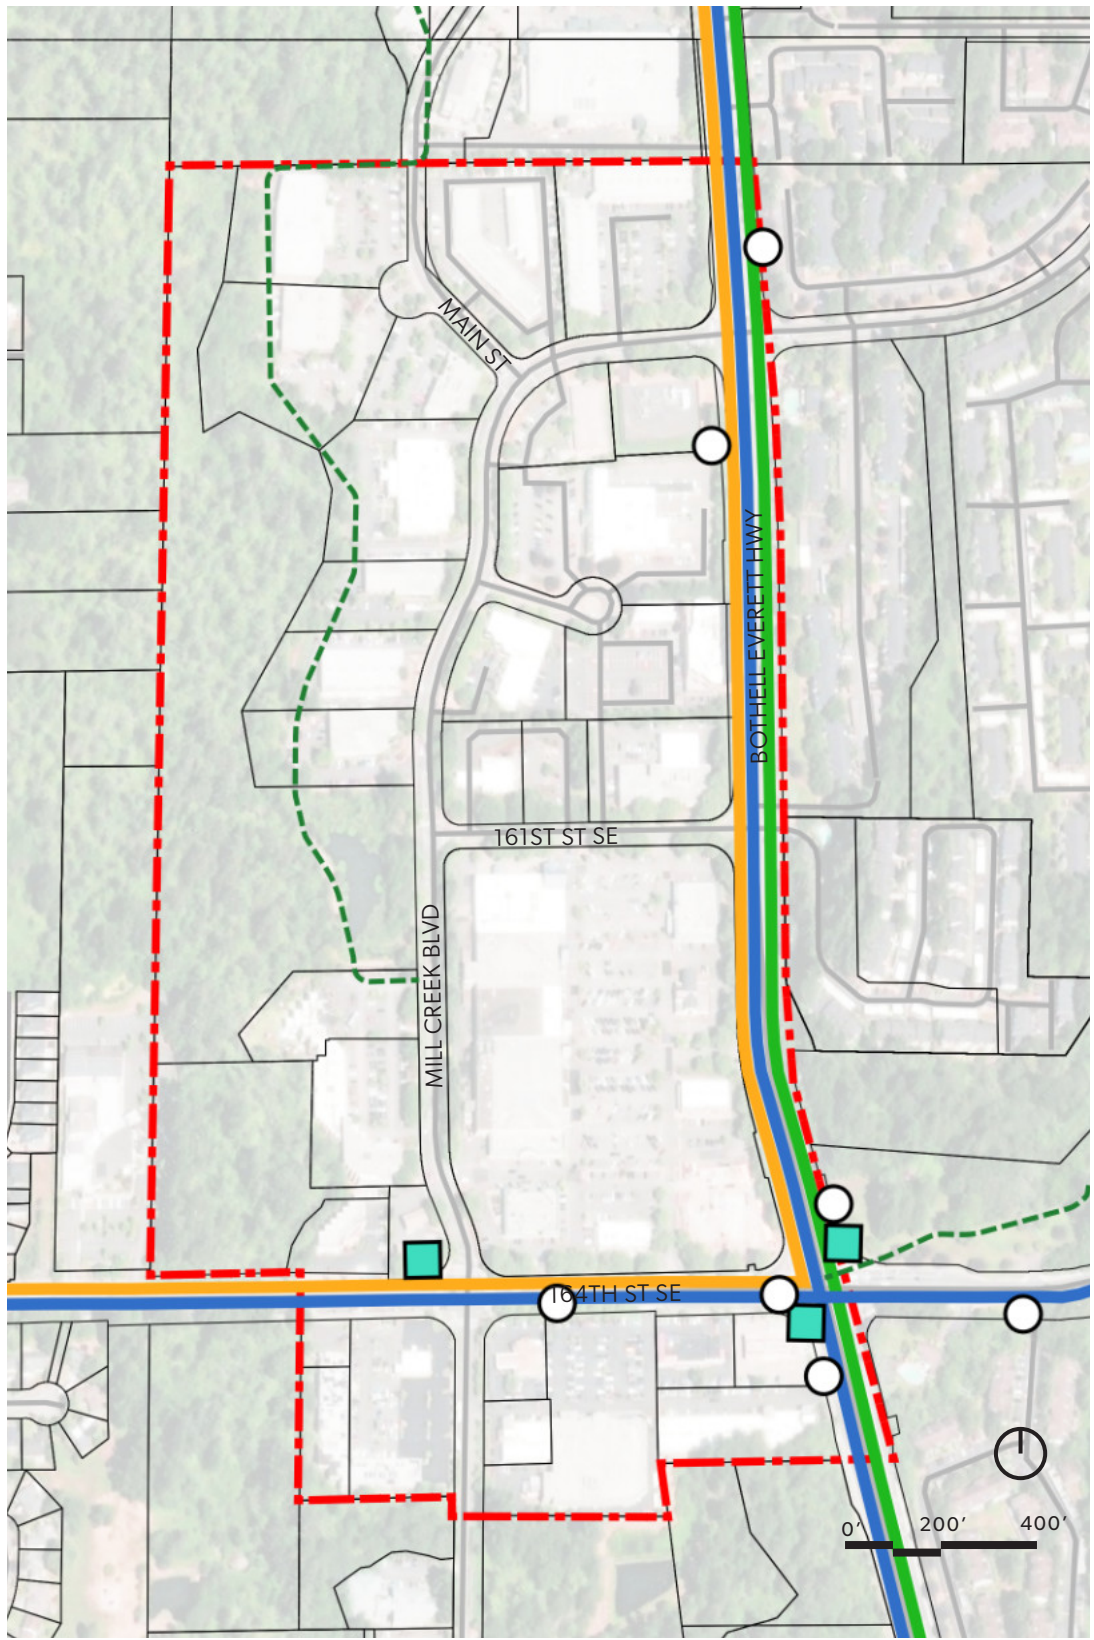 MAIN ST
BOTHELL EVERETT HWY
161ST ST SE
MILL CREEK BLVD
164TH ST SE
0’ 200’ 400’